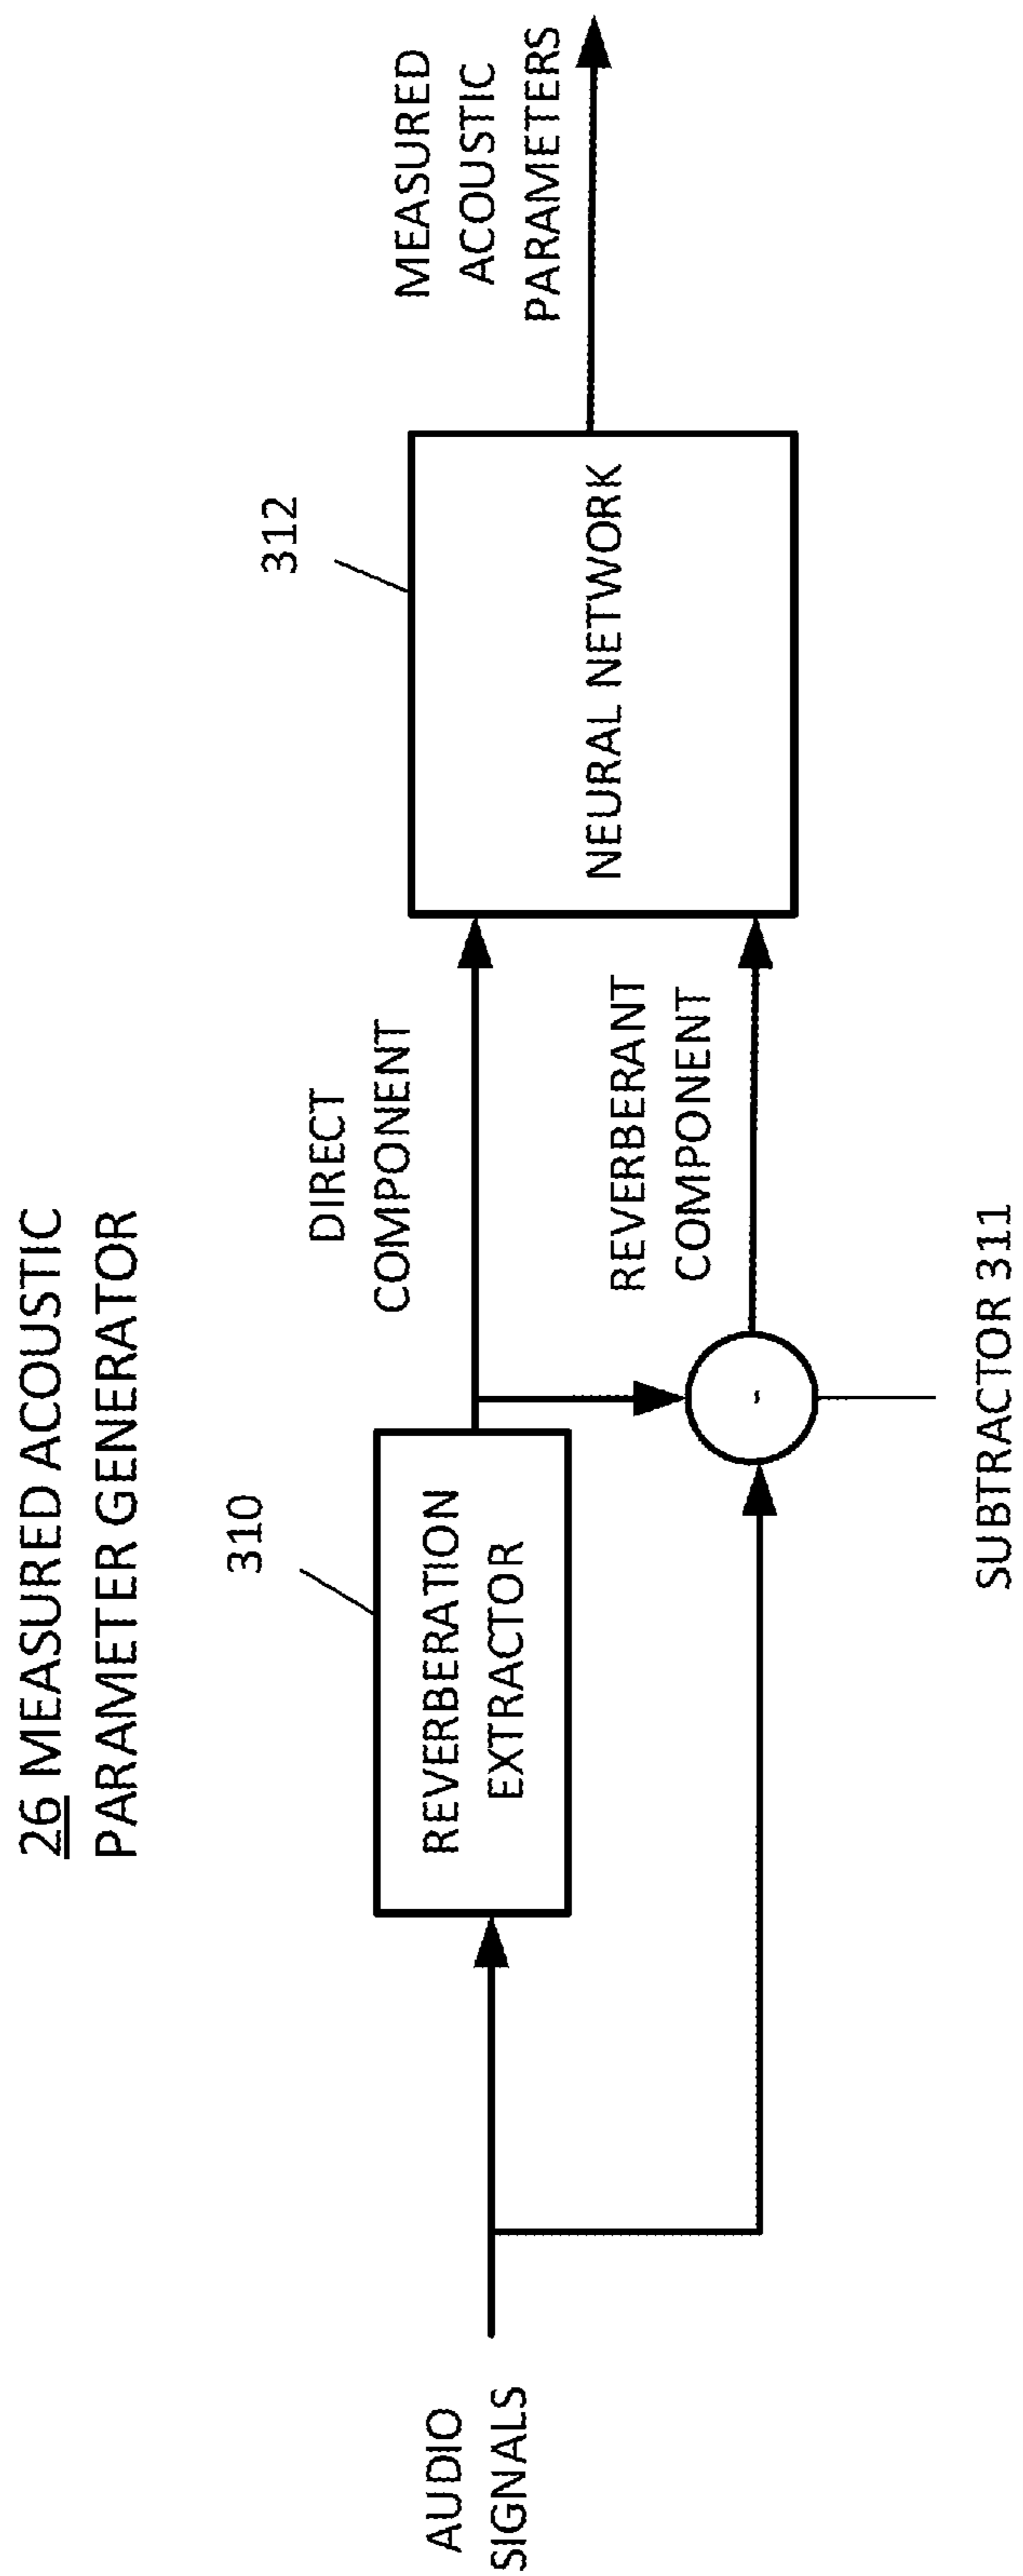 26 MEASURED ACOUSTIC
PARAMETER GENERATOR
AUDIO
SIGNALS
310
REVERBERATION
EXTRACTOR
DIRECT
COMPONENT
REVERBERANT
COMPONENT
SUBTRACTOR 311
-
312
NEURAL NETWORK
MEASURED
ACOUSTIC
PARAMETERS